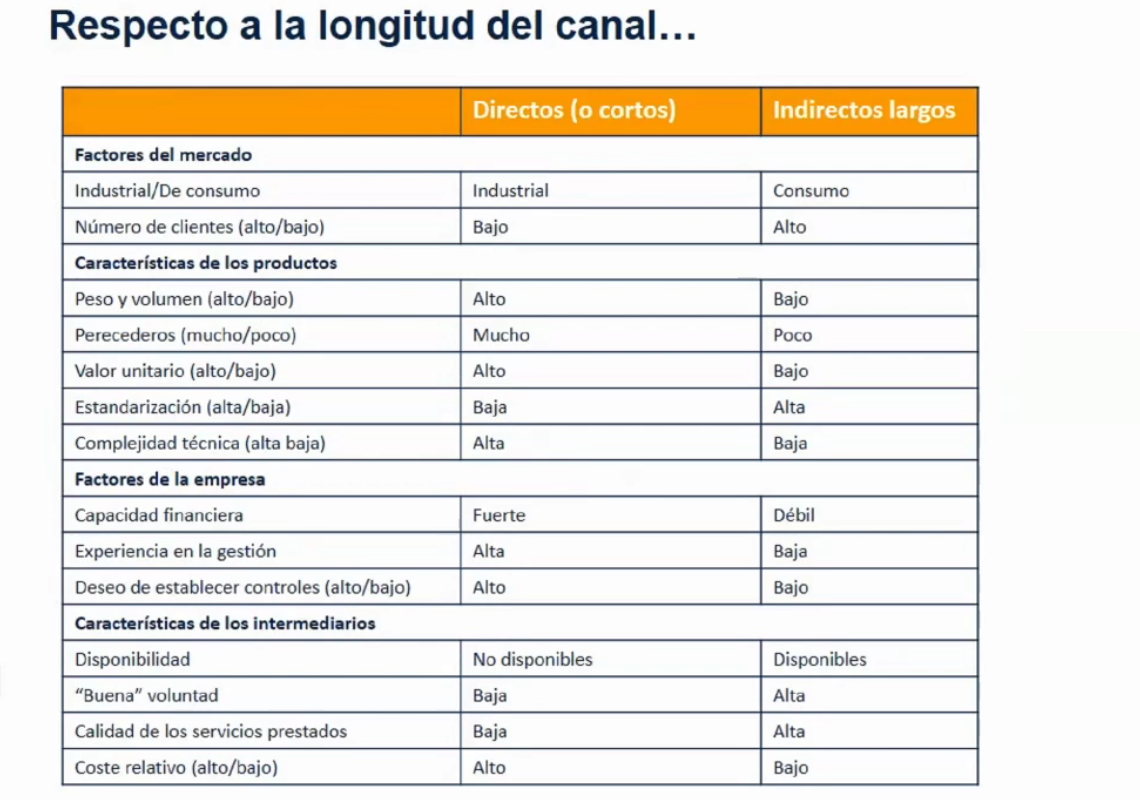 Respecto a la longitud del canal...
Directos (o cortos) Indirectos largos
Factores del mercado
Industrial/De consumo Industrial Consumo
Número de clientes (alto/bajo) Bajo Alto
Características de los productos
Peso y volumen (alto/bajo) Alto Bajo
Perecederos (mucho/poco) Mucho Poco
Valor unitario (alto/bajo) Alto Bajo
Estandarización (alta/baja) Baja Alta
Complejidad técnica (alta baja) Alta Baja
Factores de la empresa
Capacidad financiera Fuerte Débil
Experiencia en la gestión Alta Baja
Deseo de establecer controles (alto/bajo) Alto Bajo
Características de los intermediarios
Disponibilidad No disponibles Disponibles
“Buena” voluntad Baja Alta
Calidad de los servicios prestados Baja Alta
Coste relativo (alto/bajo) Alto Bajo